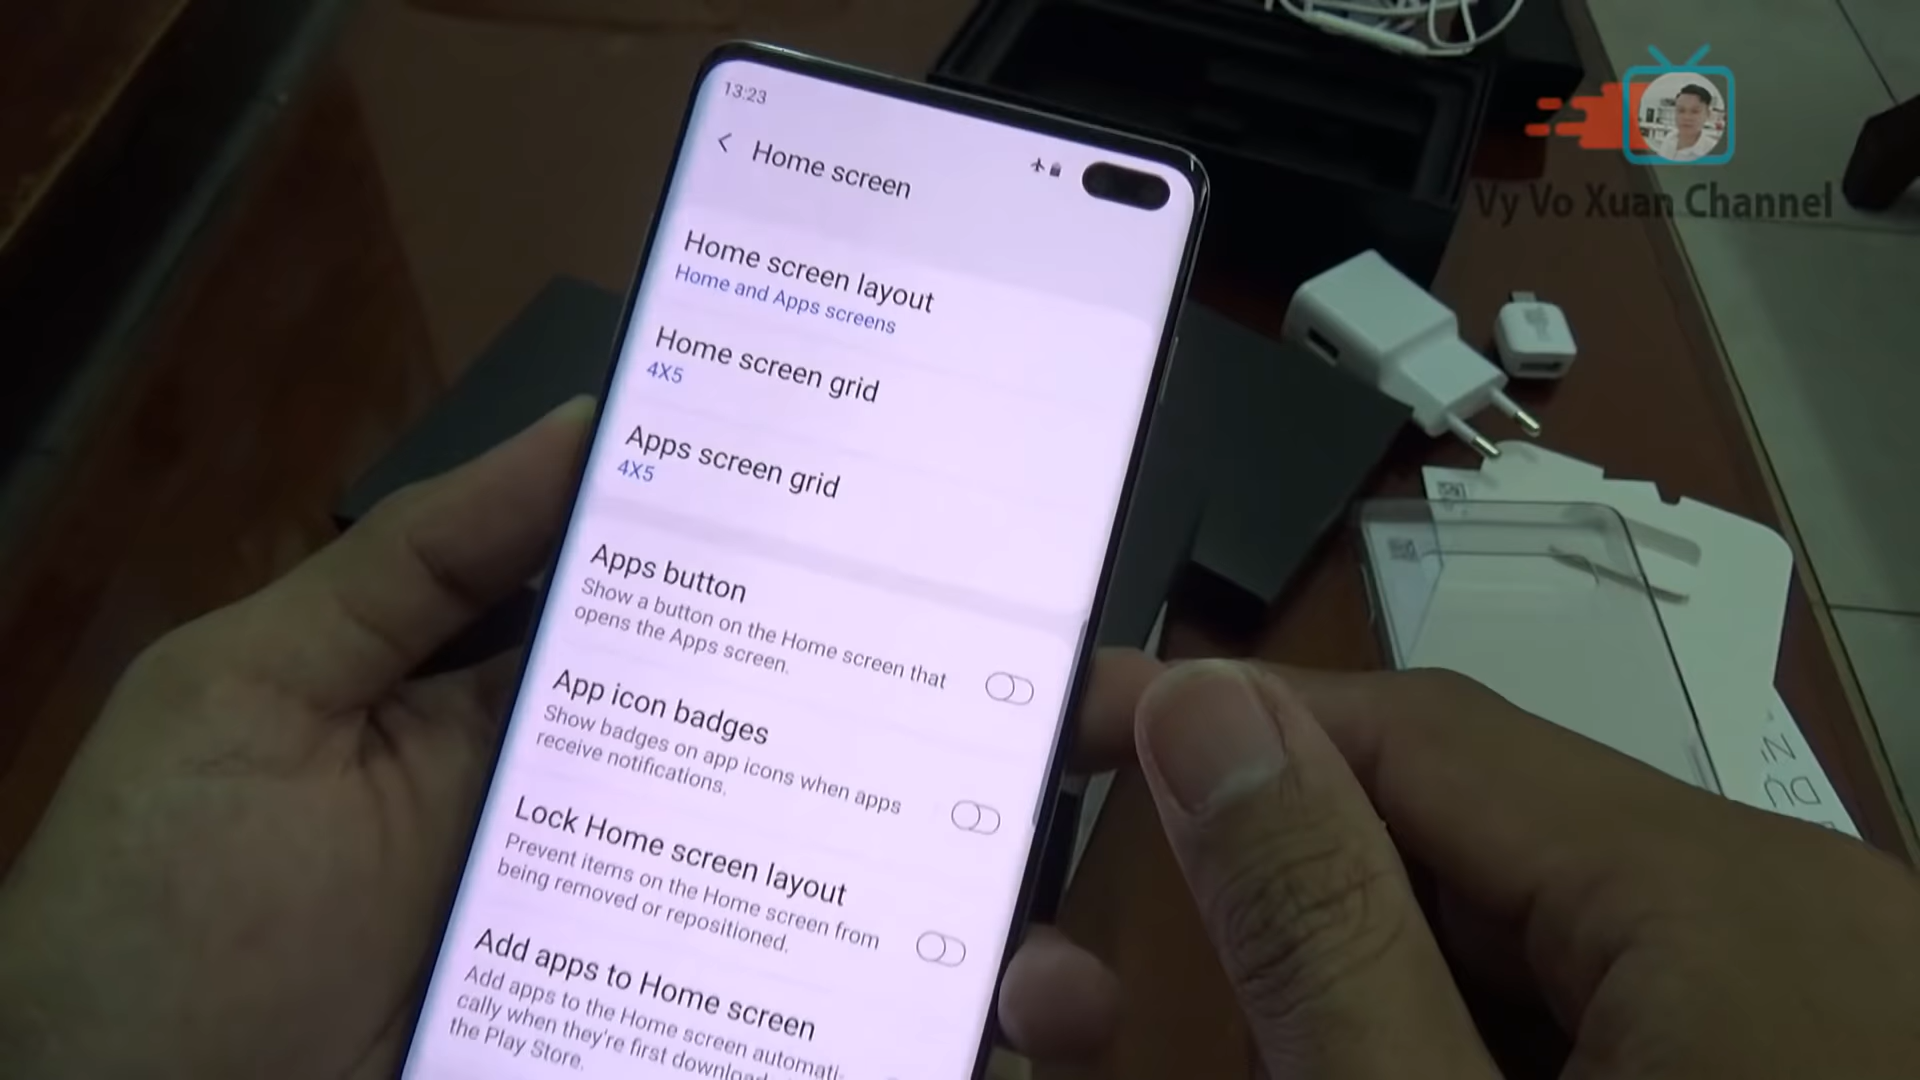 13:23
Home screen
Home screen layout
Home and Apps screens
Home screen grid
4X5
Apps screen grid
4X5
Apps button
Show a button on the Home screen that
opens the Apps screen.
App icon badges
Show badges on app icons when apps
receive notifications.
Lock Home screen layout
Prevent items on the Home screen from
being removed or repositioned.
Add apps to Home screen
Add apps to the Home screen automati-
cally when they're first
the Play Store.
Vy Vo Xuan Channel